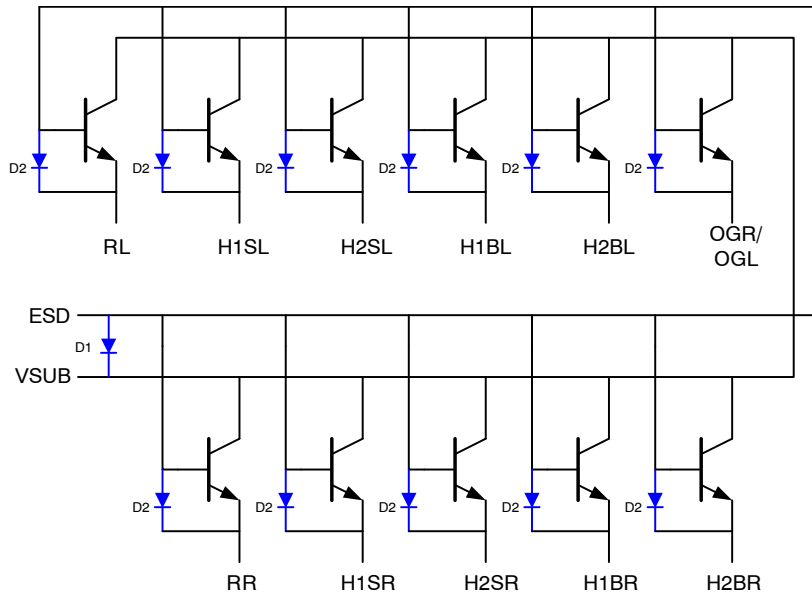 D2 D2 D2 D2 D2 D2
RL H1SL H2SL H1BL H2BL OGR/
OGL
ESD
D1
VSUB
D2 D2 D2 D2 D2
RR H1SR H2SR H1BR H2BR